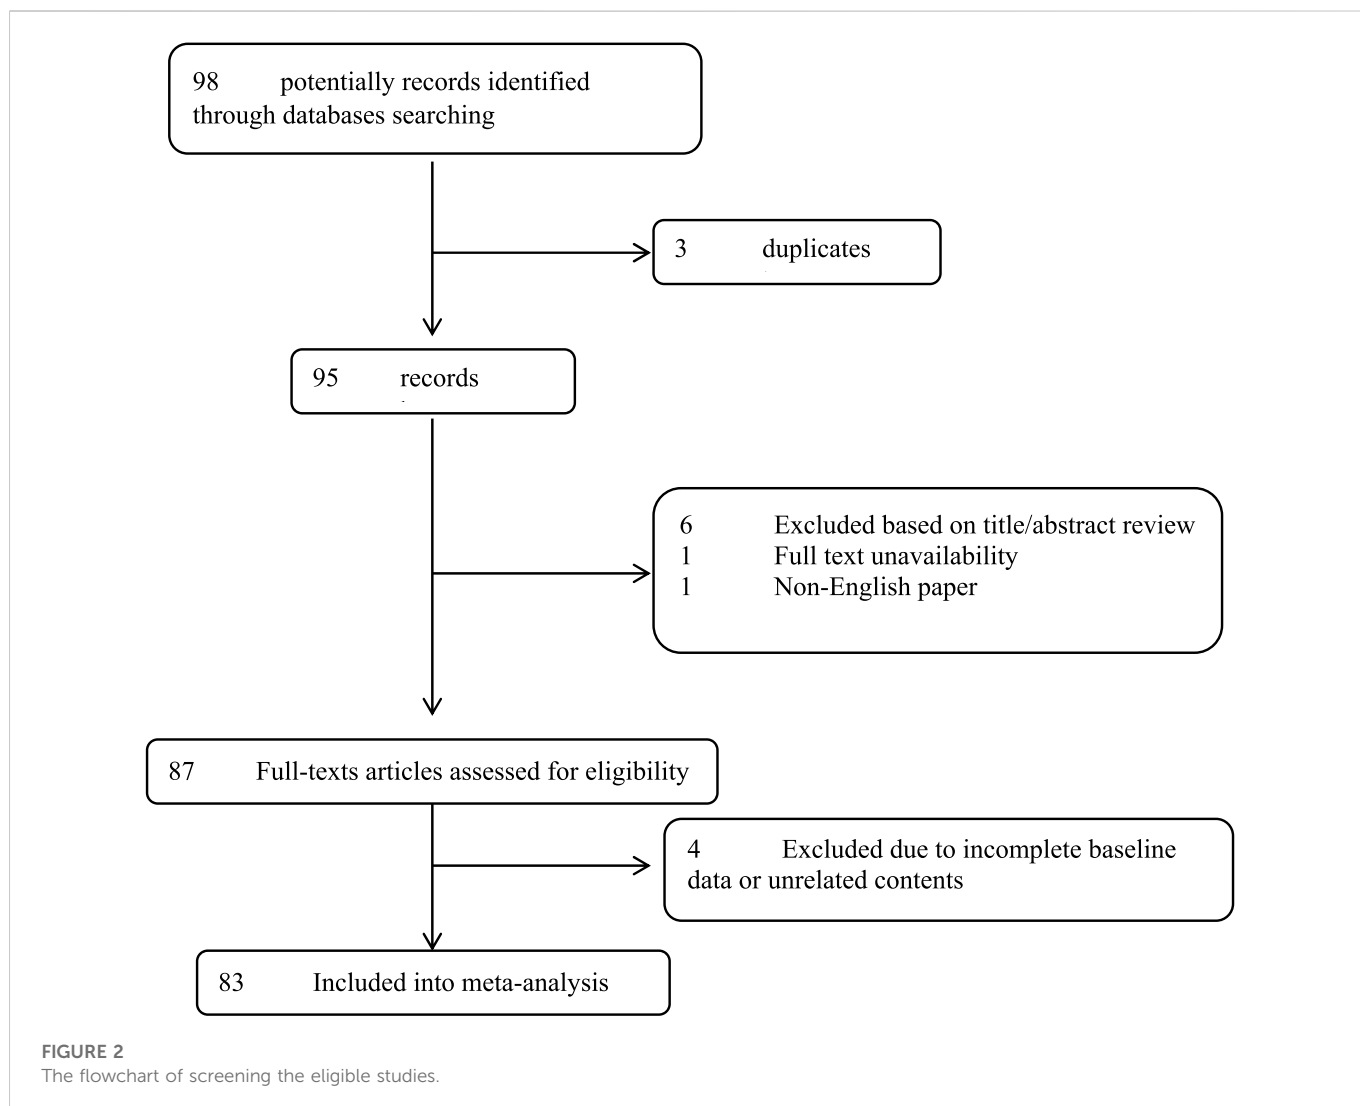 98 potentially records identified
through databases searching
3 duplicates
95 records
6 Excluded based on title/abstract review
1 Full text unavailability
1 Non-English paper
87 Full-texts articles assessed for eligibility
4 Excluded due to incomplete baseline
data or unrelated contents
83 Included into meta-analysis
FIGURE 2
The flowchart of screening the eligible studies.